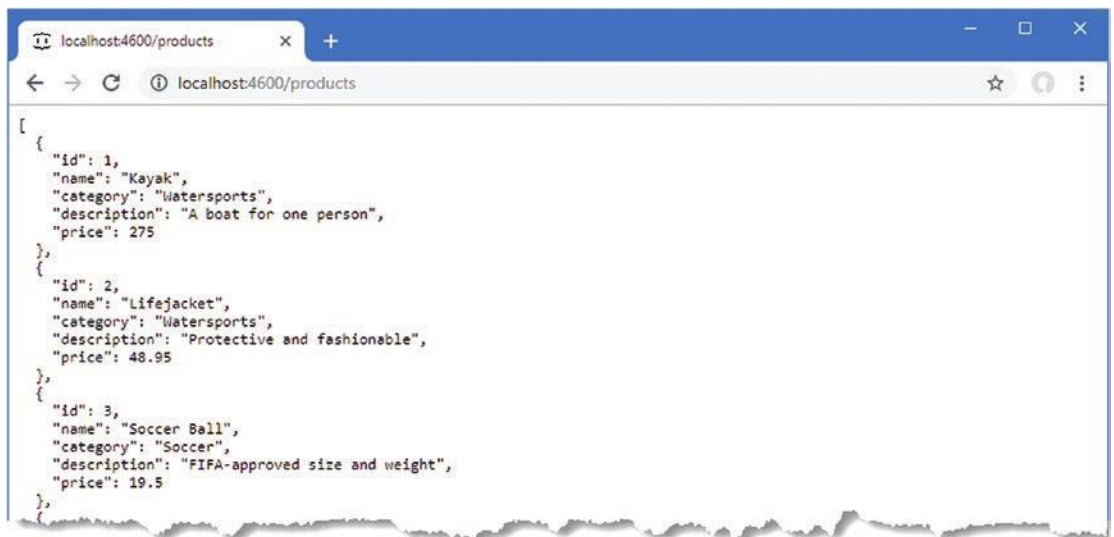 localhost:4600/products
localhost:4600/products
[
  {
    "id": 1,
    "name": "Kayak",
    "category": "Watersports",
    "description": "A boat for one person",
    "price": 275
  },
  {
    "id": 2,
    "name": "Lifejacket",
    "category": "Watersports",
    "description": "Protective and fashionable",
    "price": 48.95
  },
  {
    "id": 3,
    "name": "Soccer Ball",
    "category": "Soccer",
    "description": "FIFA-approved size and weight",
    "price": 19.5
  },
  {